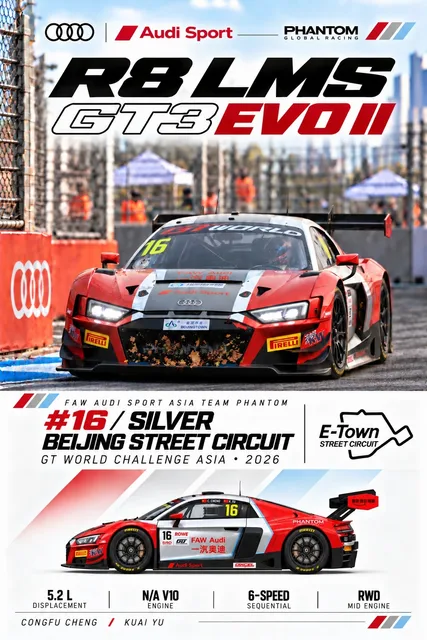 Audi Sport
PHANTOM
GLOBAL RACING
R8 LMS
GT3 EVO II
GT WORLD
16
PIRELLI
PIRELLI
FAW AUDI SPORT ASIA TEAM PHANTOM
#16 / SILVER
BEIJING STREET CIRCUIT
GT WORLD CHALLENGE ASIA • 2026
E-Town
STREET CIRCUIT
16
PHANTOM
16
FAW Audi
一汽奥迪
Audi Sport
5.2 L
DISPLACEMENT
N/A V10
ENGINE
6-SPEED
SEQUENTIAL
RWD
MID ENGINE
CONGFU CHENG / KUAI YU